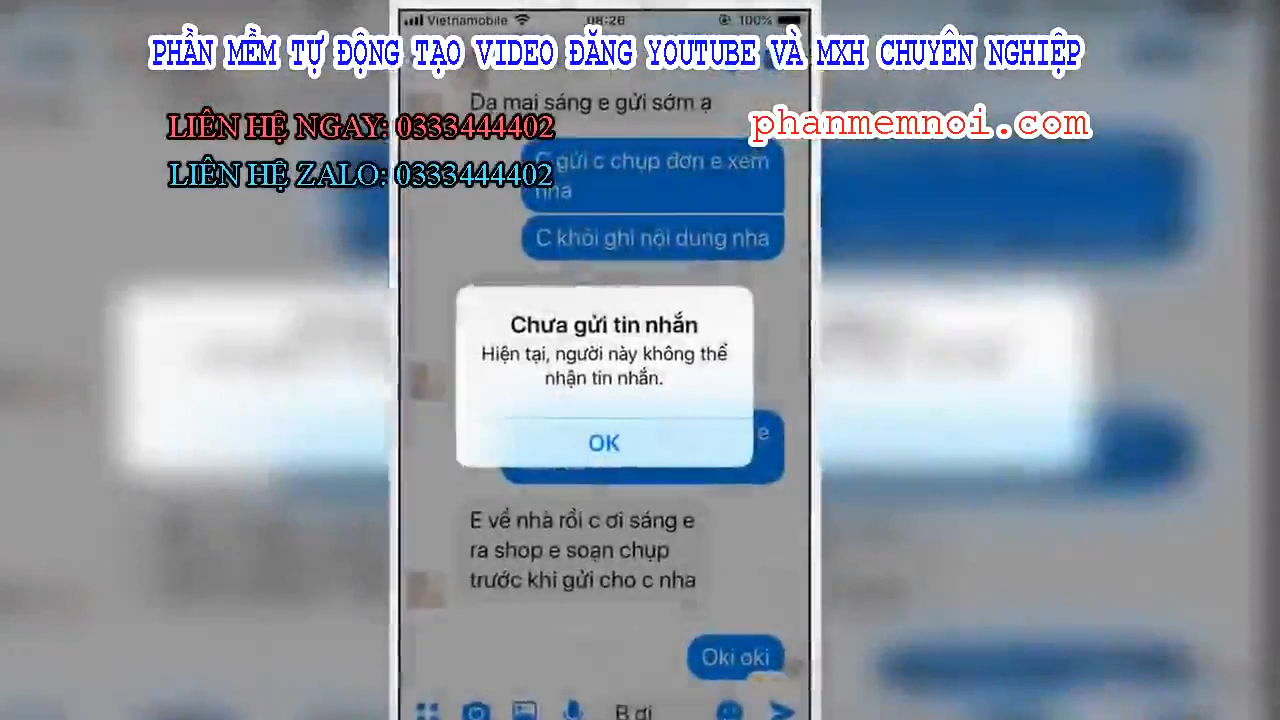 Vietnamobile 08:26 100%
PHẦN MỀM TỰ ĐỘNG TẠO VIDEO ĐĂNG YOUTUBE VÀ MXH CHUYÊN NGHIỆP
Dạ mai sáng e gửi sớm ạ
LIÊN HỆ NGAY: 0333444402
phanmemnoi.com
gửi c chụp đơn e xem
LIÊN HỆ ZALO: 0333444402
nha
C khỏi ghi nội dung nha
Chưa gửi tin nhắn
Hiện tại, người này không thể
nhận tin nhắn.
e
OK
E về nhà rồi c ơi sáng e
ra shop e soạn chụp
trước khi gửi cho c nha
Oki oki
B ơi